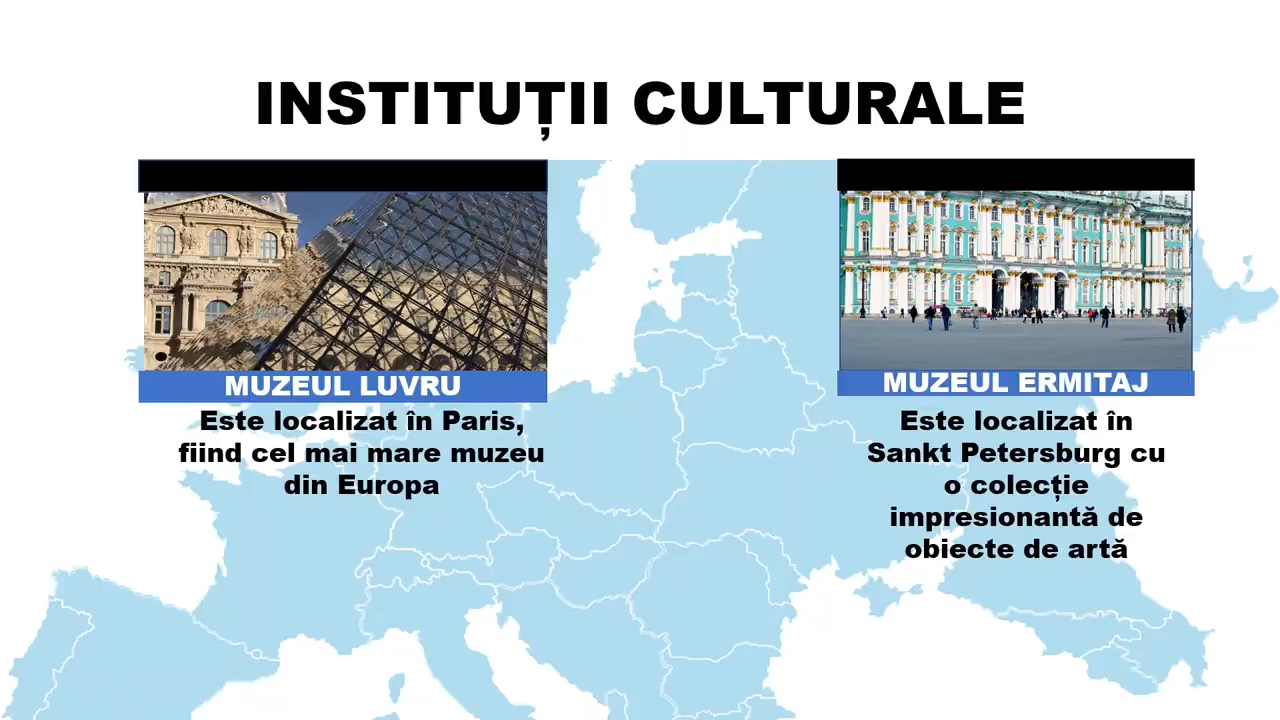 INSTITUȚII CULTURALE
MUZEUL LUVRU
Este localizat în Paris,
fiind cel mai mare muzeu
din Europa
MUZEUL ERMITAJ
Este localizat în
Sankt Petersburg cu
o colecție
impresionantă de
obiecte de artă